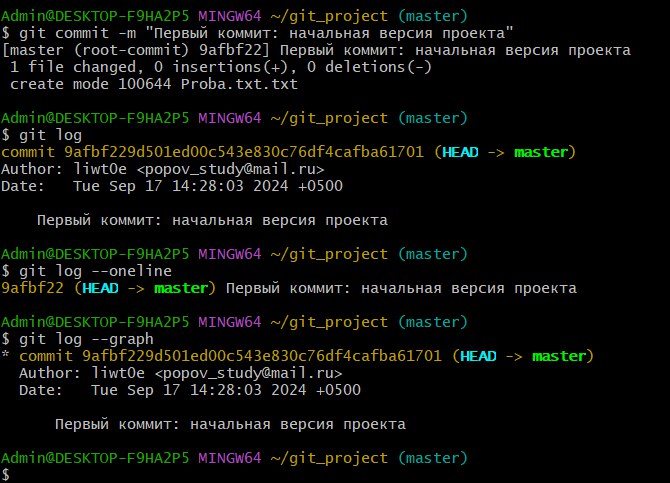 Admin@DESKTOP-F9HA2P5 MINGW64 ~/git_project (master)
$ git commit -m "Первый коммит: начальная версия проекта"
[master (root-commit) 9afbf22] Первый коммит: начальная версия проекта
1 file changed, 0 insertions(+), 0 deletions(-)
create mode 100644 Proba.txt.txt
Admin@DESKTOP-F9HA2P5 MINGW64 ~/git_project (master)
$ git log
commit 9afbf229d501ed00c543e830c76df4cafba61701 (HEAD -> master)
Author: liwt0e <popov_study@mail.ru>
Date:   Tue Sep 17 14:28:03 2024 +0500
Первый коммит: начальная версия проекта
Admin@DESKTOP-F9HA2P5 MINGW64 ~/git_project (master)
$ git log --oneline
9afbf22 (HEAD -> master) Первый коммит: начальная версия проекта
Admin@DESKTOP-F9HA2P5 MINGW64 ~/git_project (master)
$ git log --graph
* commit 9afbf229d501ed00c543e830c76df4cafba61701 (HEAD -> master)
Author: liwt0e <popov_study@mail.ru>
Date:   Tue Sep 17 14:28:03 2024 +0500
Первый коммит: начальная версия проекта
Admin@DESKTOP-F9HA2P5 MINGW64 ~/git_project (master)
$